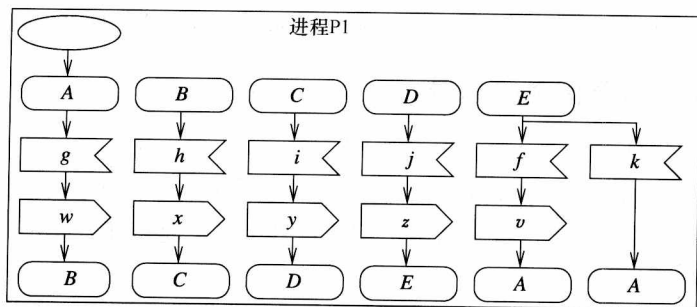 进程P1
A B C D E
g h i j f k
w x y z v
B C D E A A